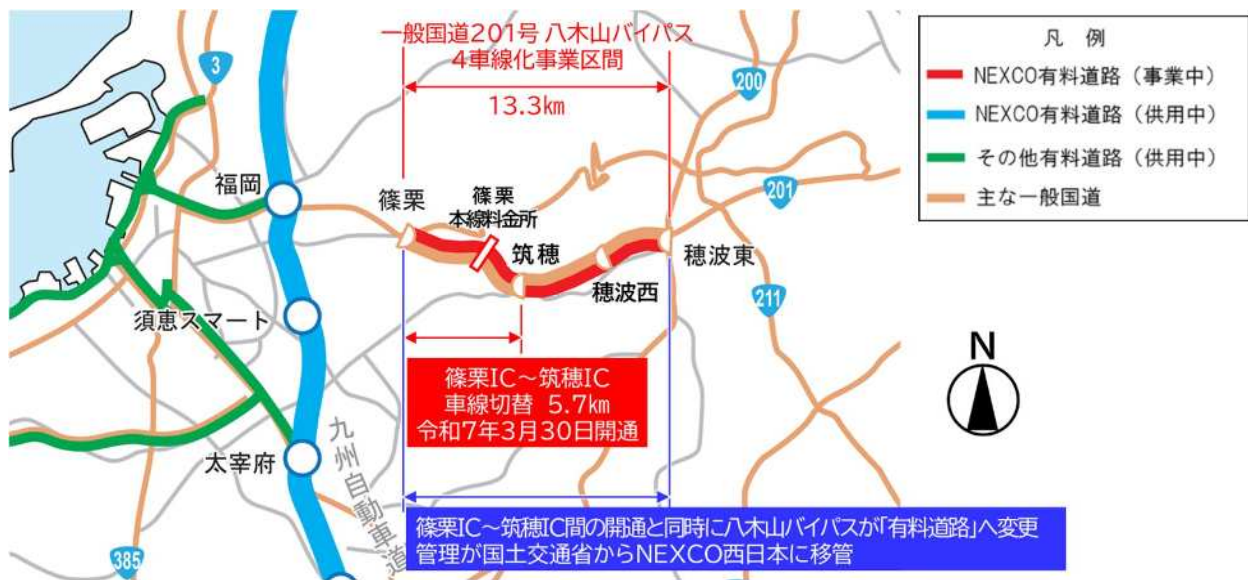 一般国道201号 八木山バイパス
4車線化事業区間
13.3㎞
凡 例
NEXCO有料道路（事業中）
NEXCO有料道路（供用中）
その他有料道路（供用中）
主な一般国道
3
200
201
211
385
福岡
篠栗
篠栗
本線料金所
筑穂
穂波西
穂波東
須恵スマート
太宰府
九州自動車道
N
篠栗IC～筑穂IC
車線切替 5.7㎞
令和7年3月30日開通
篠栗IC～筑穂IC間の開通と同時に八木山バイパスが「有料道路」へ変更
管理が国土交通省からNEXCO西日本に移管